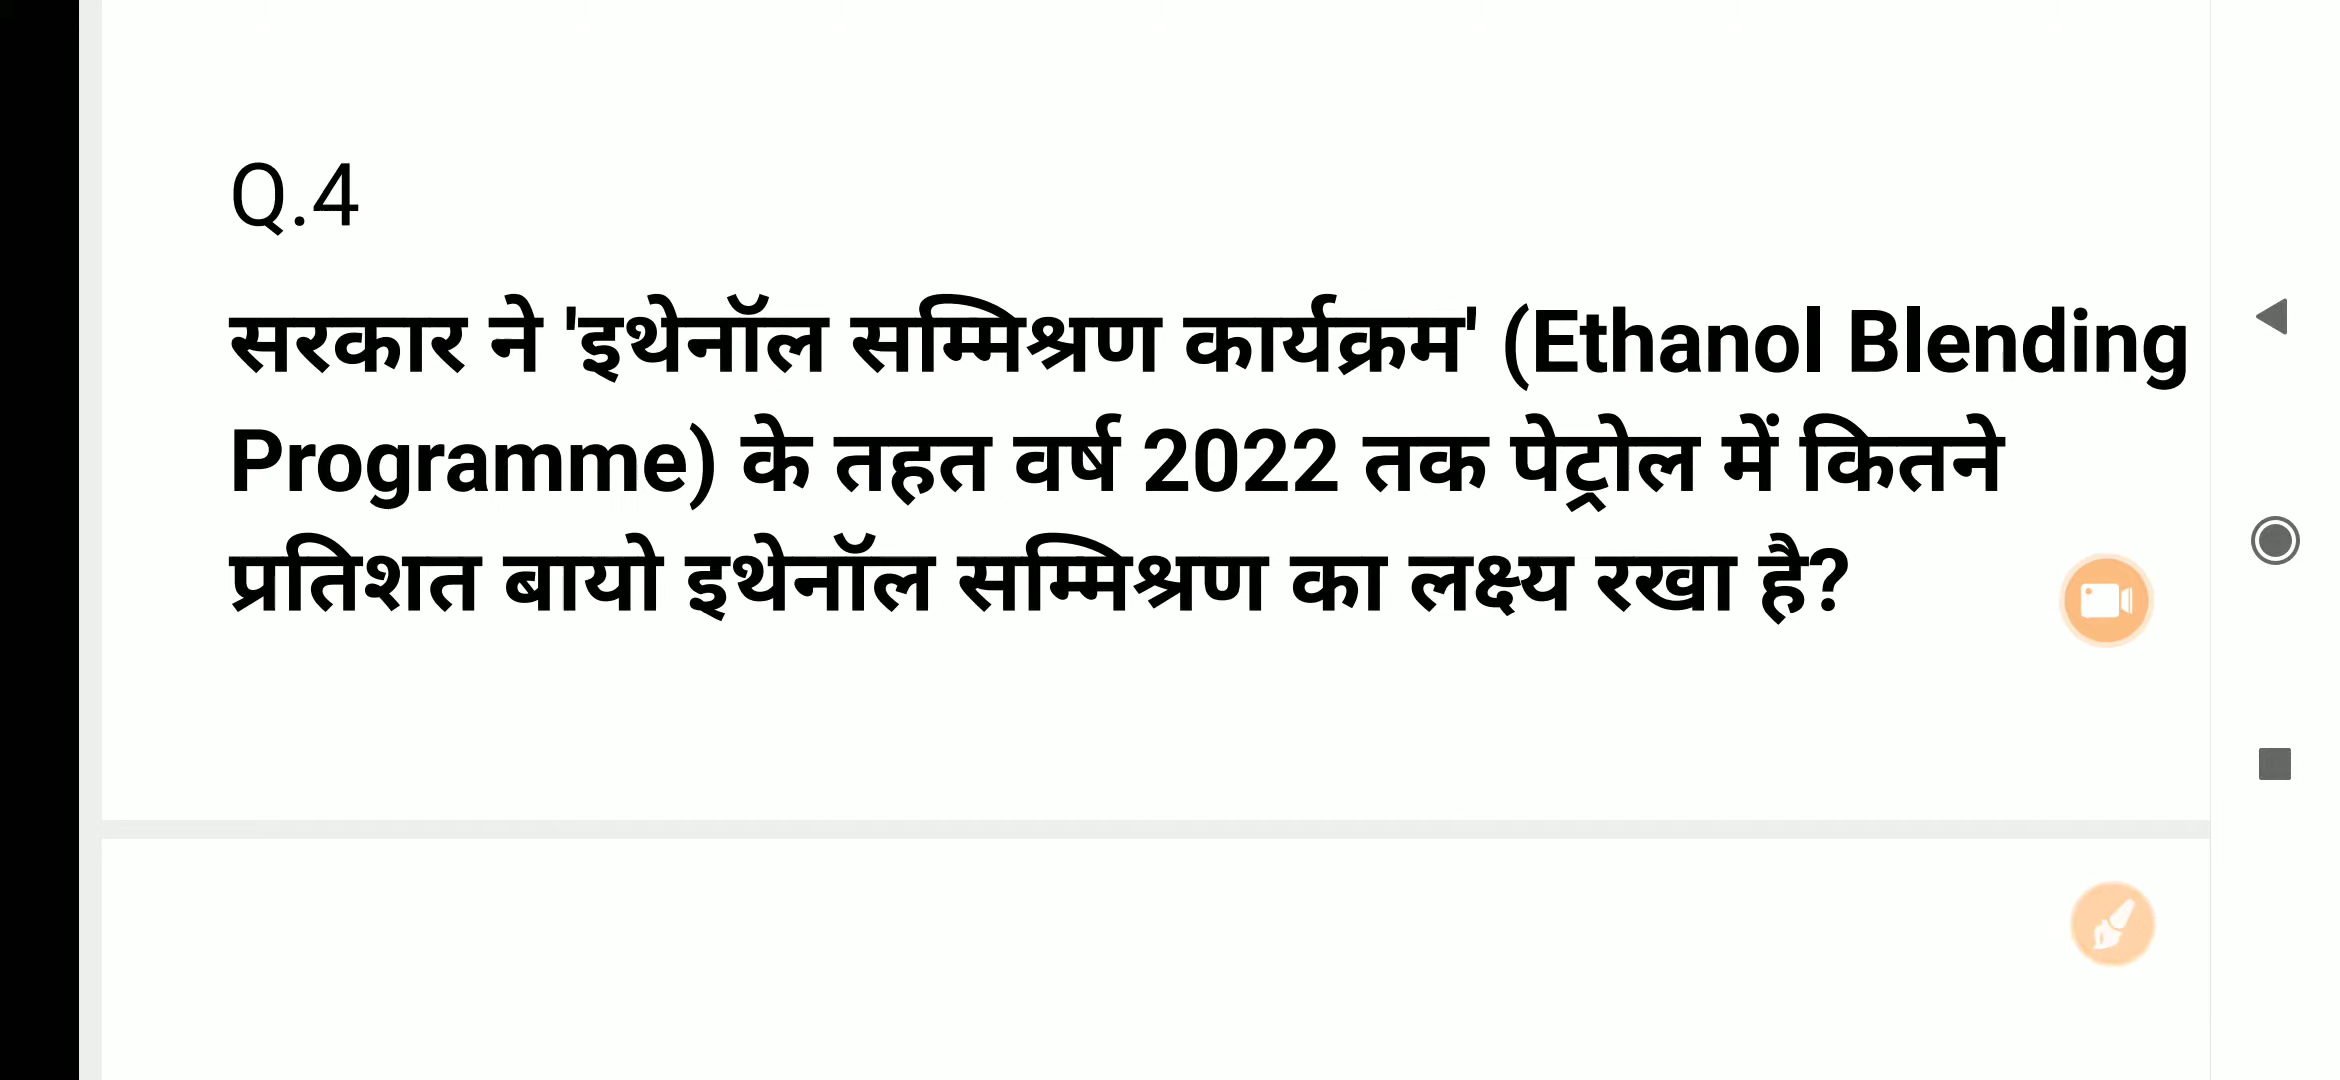 Q.4
सरकार ने 'इथेनॉल सम्मिश्रण कार्यक्रम' (Ethanol Blending
Programme) के तहत वर्ष 2022 तक पेट्रोल में कितने
प्रतिशत बायो इथेनॉल सम्मिश्रण का लक्ष्य रखा है?